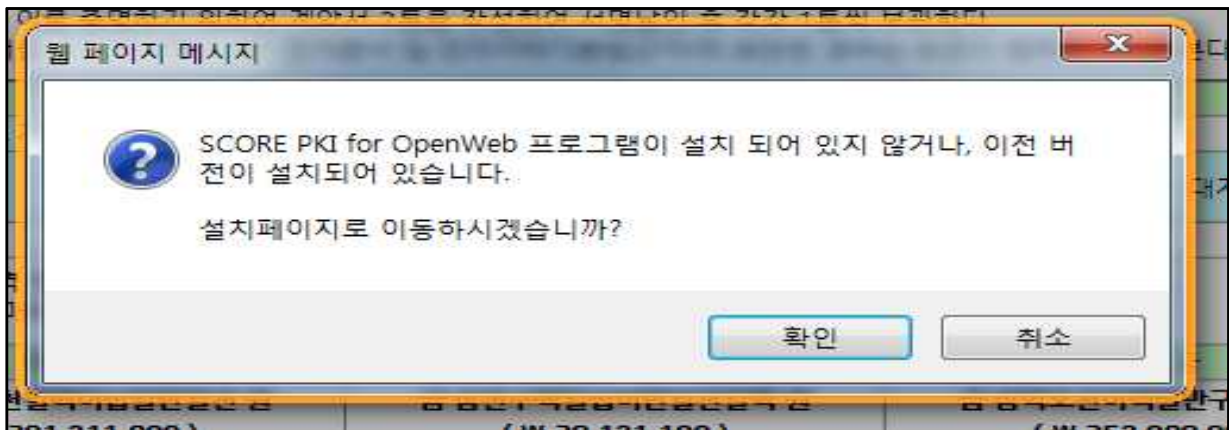 웹 페이지 메시지
SCORE PKI for OpenWeb 프로그램이 설치 되어 있지 않거나, 이전 버
전이 설치되어 있습니다.
설치페이지로 이동하시겠습니까?
확인
취소